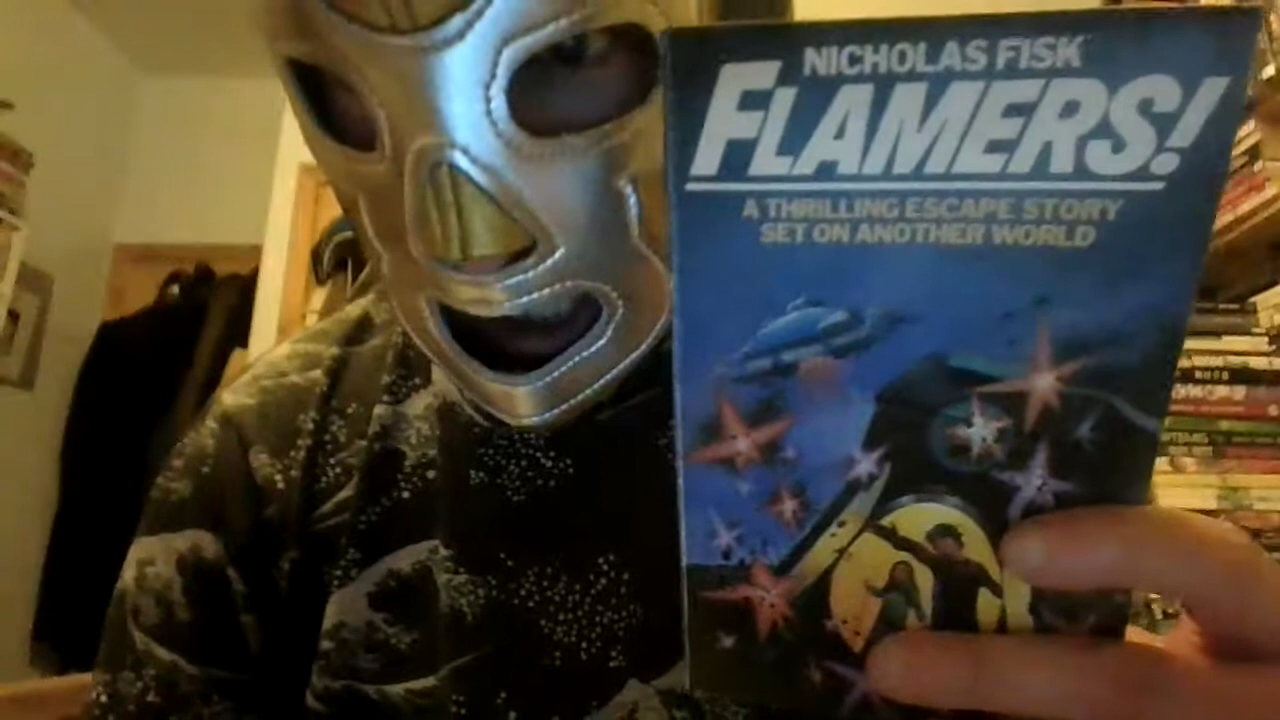 NICHOLAS FISK
FLAMERS!
A THRILLING ESCAPE STORY
SET ON ANOTHER WORLD